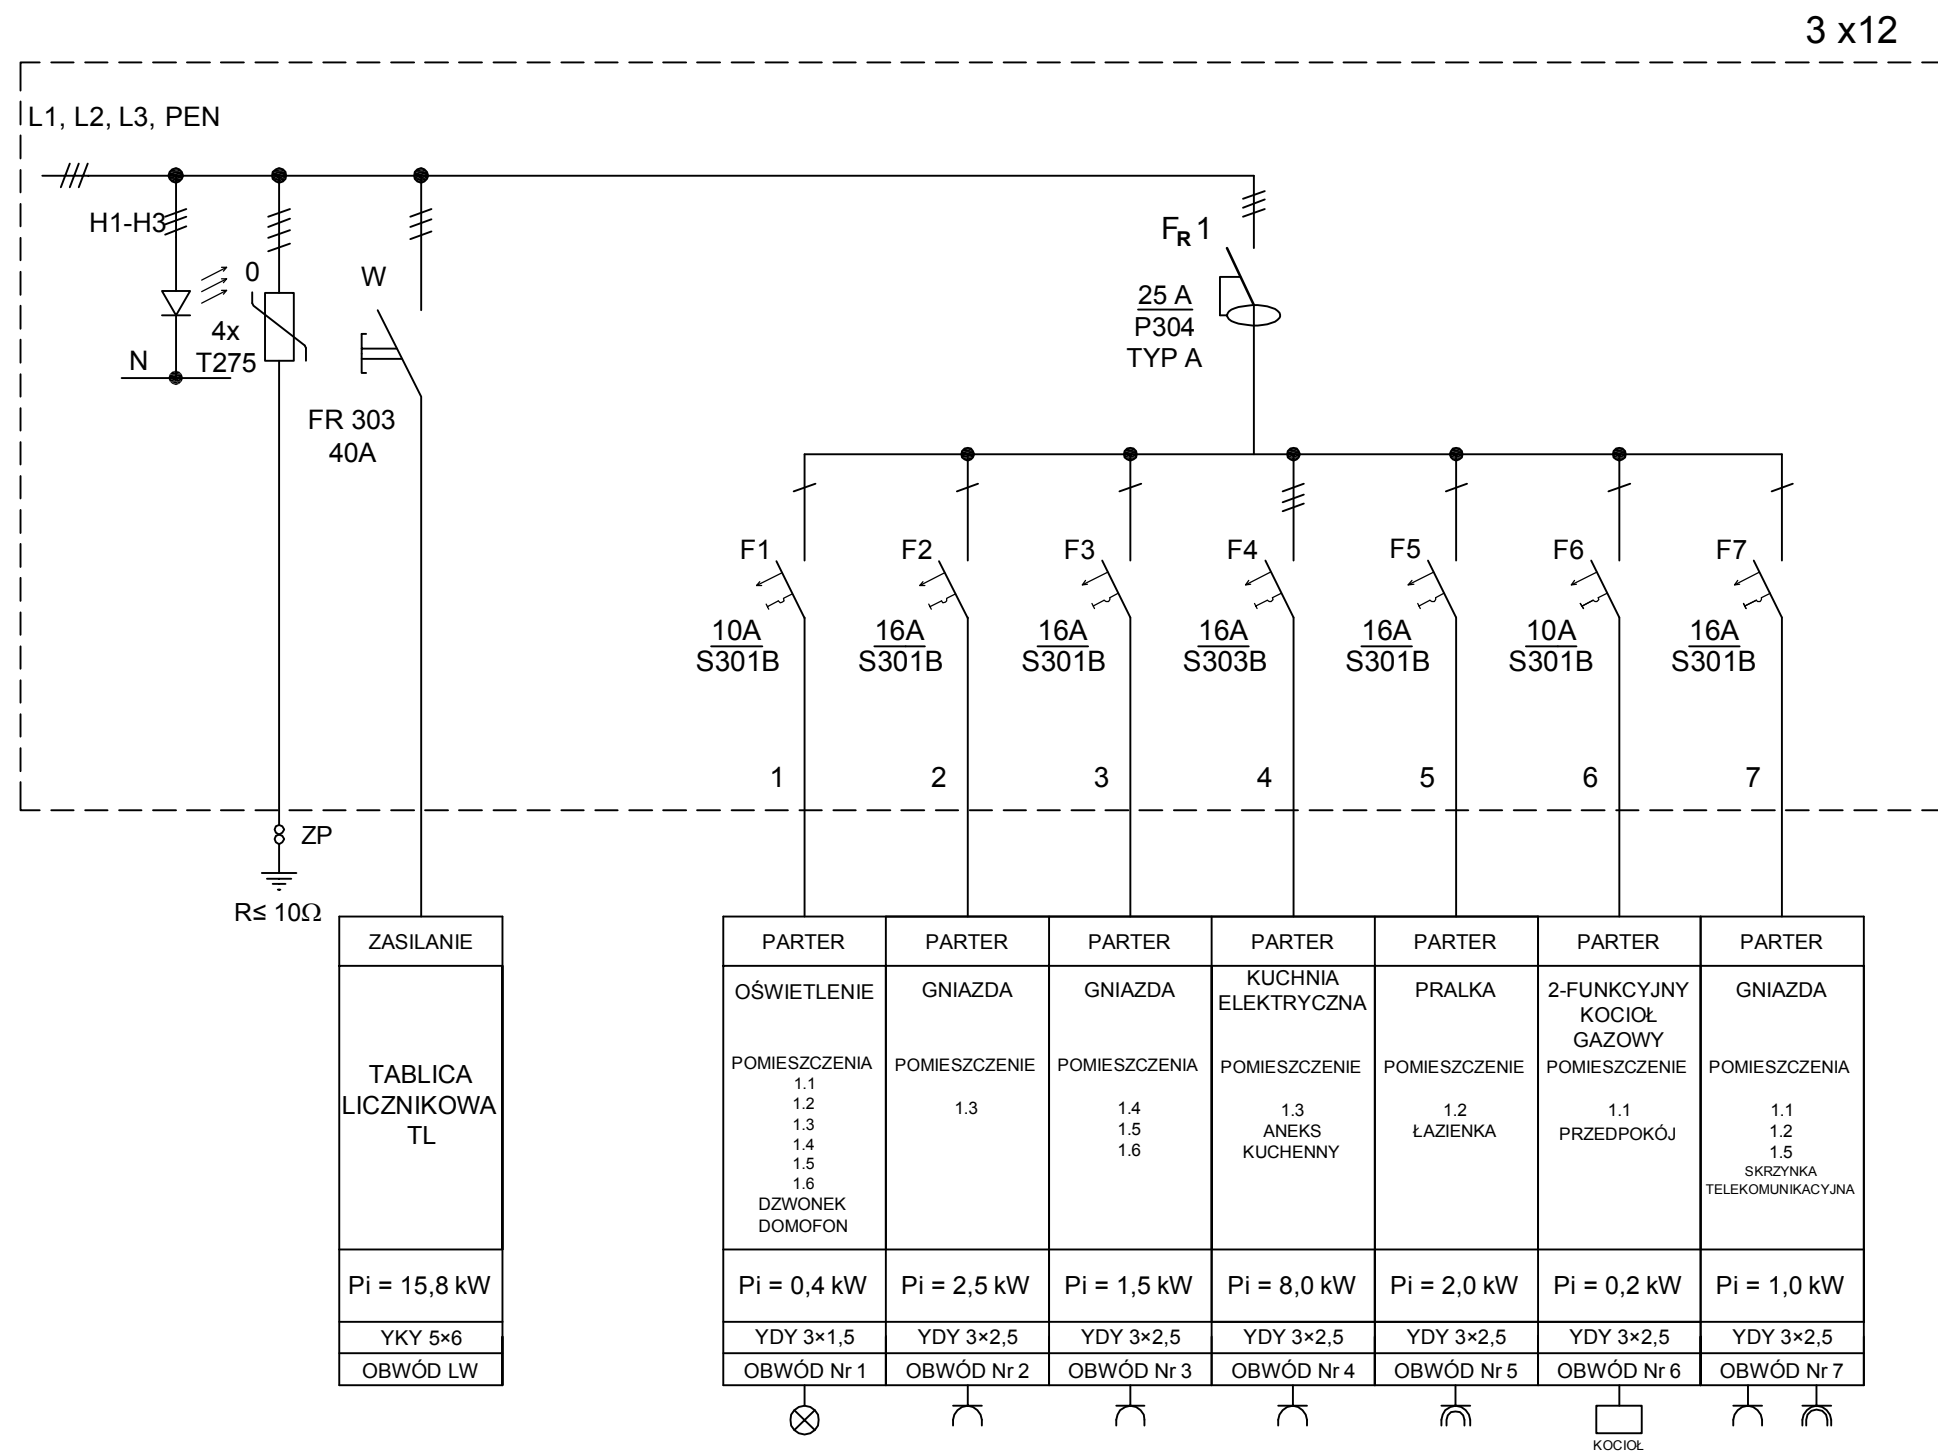 3 x12
L1, L2, L3, PEN
H1-H3
N
0
4x
T275
W
FR 303
40A
FR 1
25 A
P304
TYP A
F1
10A
S301B
F2
16A
S301B
F3
16A
S301B
F4
16A
S303B
F5
16A
S301B
F6
10A
S301B
F7
16A
S301B
1
2
3
4
5
6
7
ZP
R≤ 10Ω
ZASILANIE
TABLICA
LICZNIKOWA
TL
Pi = 15,8 kW
YKY 5×6
OBWÓD LW
PARTER
OŚWIETLENIE
POMIESZCZENIA
1.1
1.2
1.3
1.4
1.5
1.6
DZWONEK
DOMOFON
Pi = 0,4 kW
YDY 3×1,5
OBWÓD Nr 1
PARTER
GNIAZDA
POMIESZCZENIE
1.3
Pi = 2,5 kW
YDY 3×2,5
OBWÓD Nr 2
PARTER
GNIAZDA
POMIESZCZENIA
1.4
1.5
1.6
Pi = 1,5 kW
YDY 3×2,5
OBWÓD Nr 3
PARTER
KUCHNIA
ELEKTRYCZNA
POMIESZCZENIE
1.3
ANEKS
KUCHENNY
Pi = 8,0 kW
YDY 3×2,5
OBWÓD Nr 4
PARTER
PRALKA
POMIESZCZENIE
1.2
ŁAZIENKA
Pi = 2,0 kW
YDY 3×2,5
OBWÓD Nr 5
PARTER
2-FUNKCYJNY
KOCIOŁ
GAZOWY
POMIESZCZENIE
1.1
PRZEDPOKÓJ
Pi = 0,2 kW
YDY 3×2,5
OBWÓD Nr 6
KOCIOŁ
PARTER
GNIAZDA
POMIESZCZENIA
1.1
1.2
1.5
SKRZYNKA
TELEKOMUNIKACYJNA
Pi = 1,0 kW
YDY 3×2,5
OBWÓD Nr 7